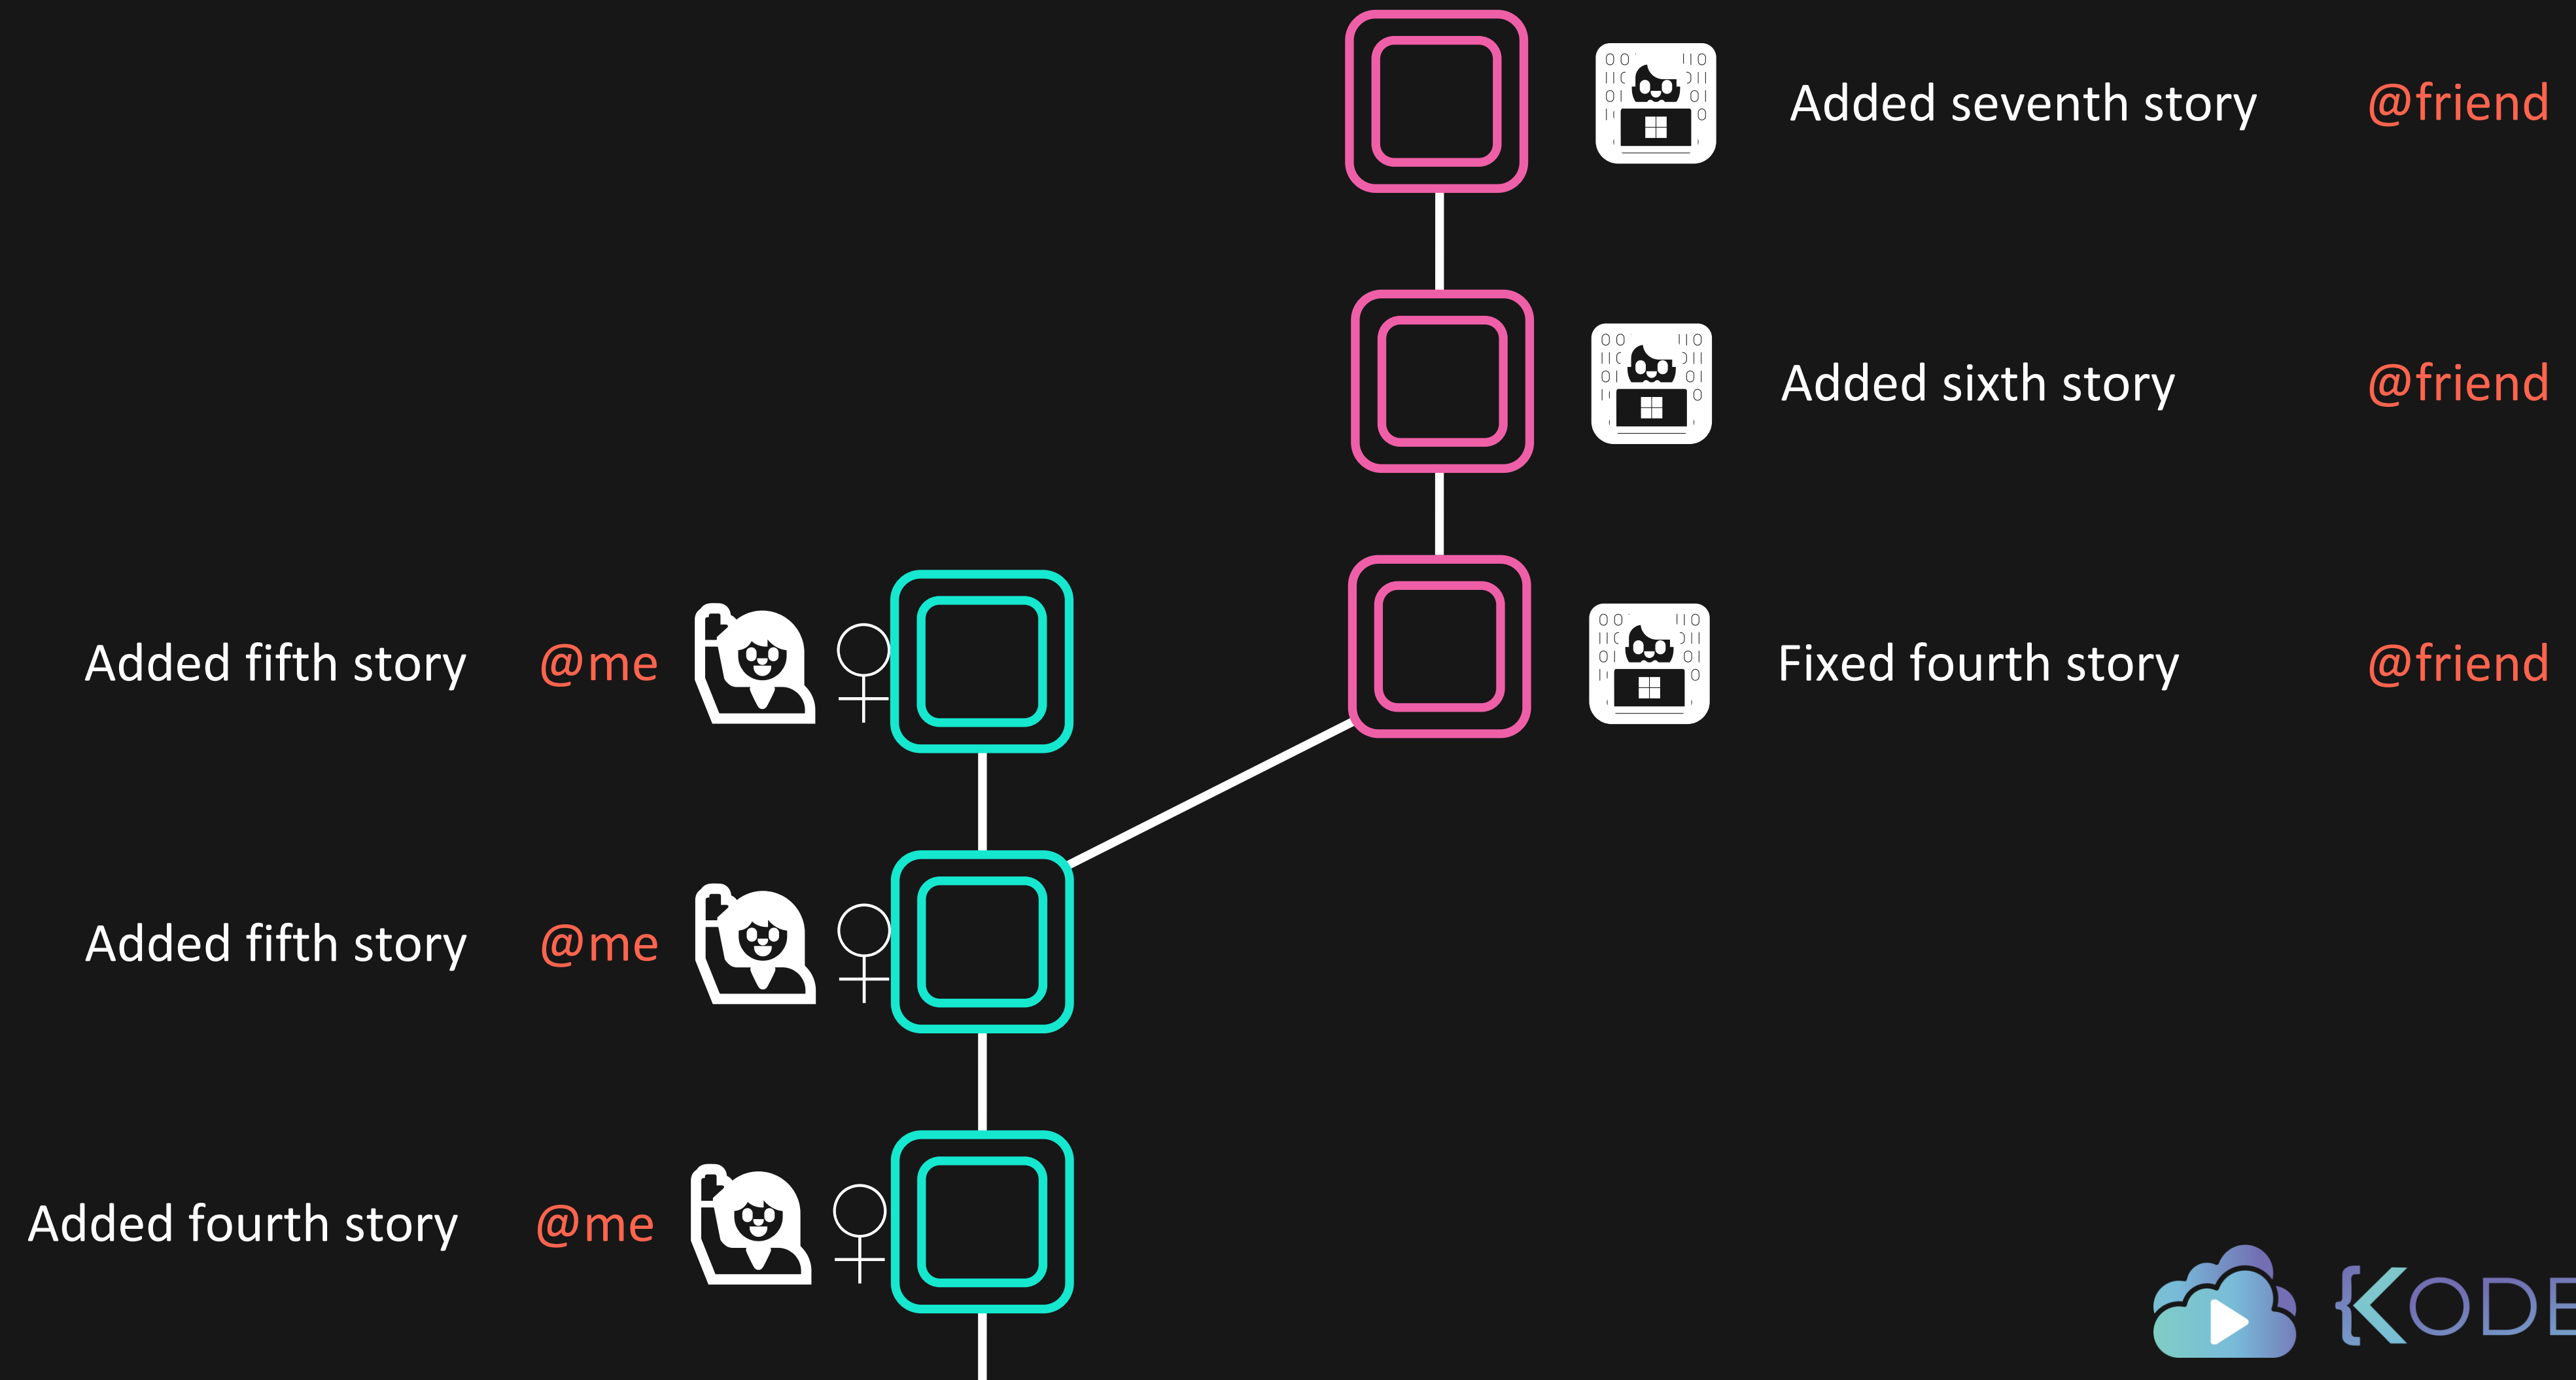 Added seventh story @friend
Added sixth story @friend
Added fifth story @me
Fixed fourth story @friend
Added fifth story @me
Added fourth story @me
{KODE